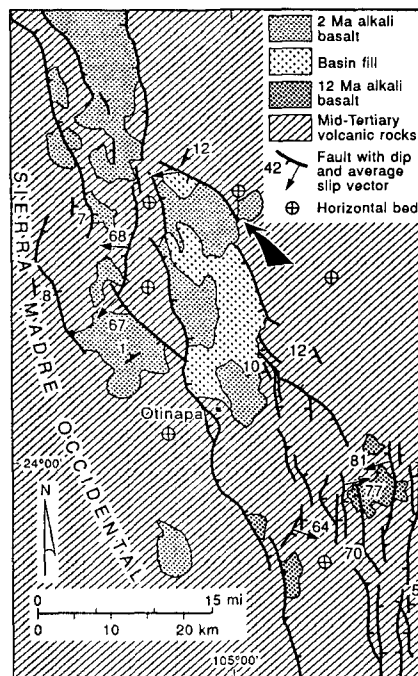 2 Ma alkali
basalt
Basin fill
12 Ma alkali
basalt
Mid-Tertiary
volcanic rocks
42
Fault with dip
and average
slip vector
Horizontal bed
12
7
68
8
67
1
SIERRA MADRE OCCIDENTAL
12
10
Otinapa
24°00'
N
81
77
64
70
5
0 15 mi
0 20 km
105°00'